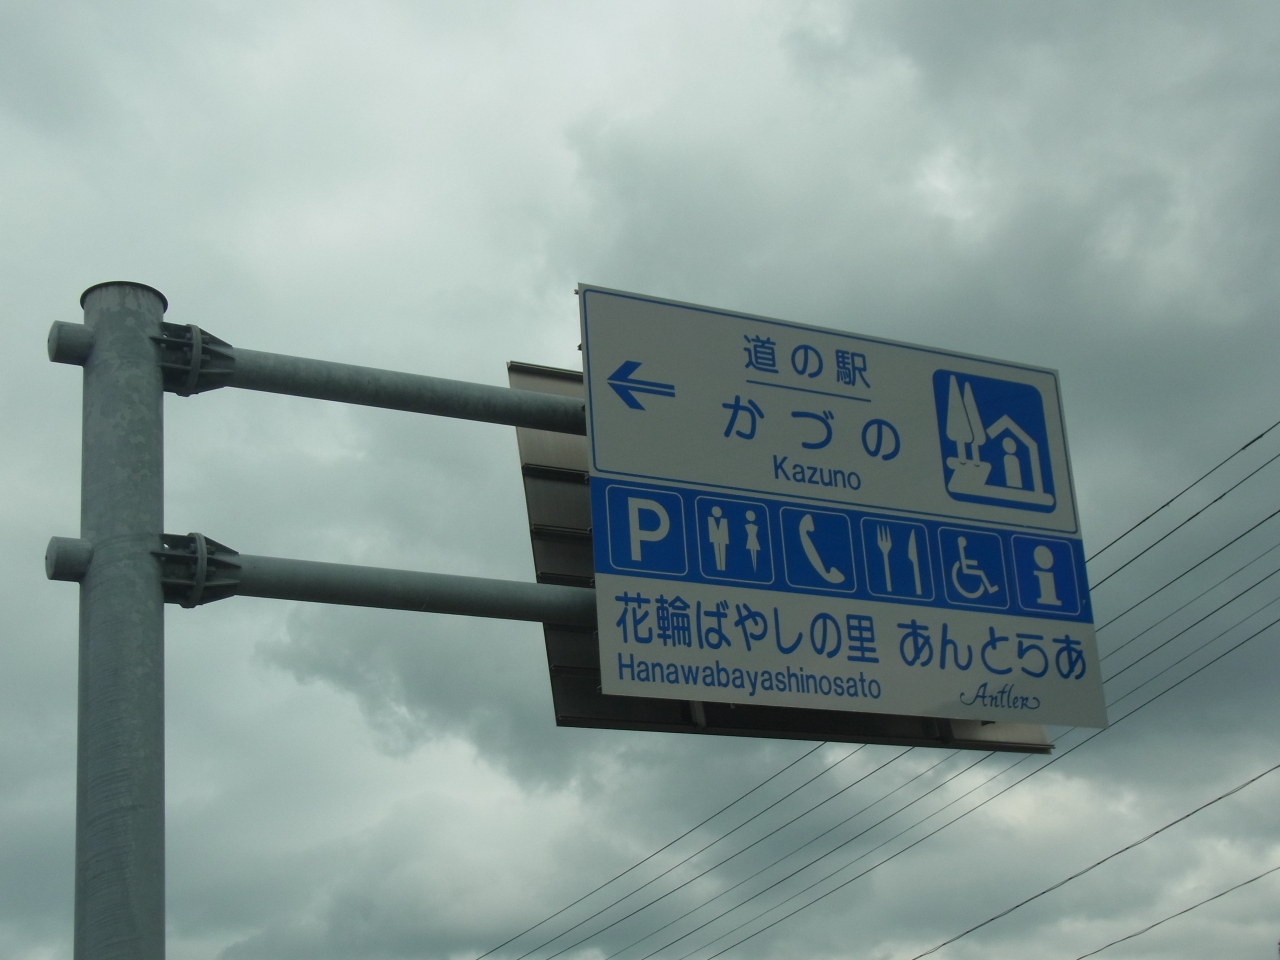 道の駅
かづの
Kazuno
P
花輪ばやしの里 あんとらあ
Hanawabayashinosato Antler